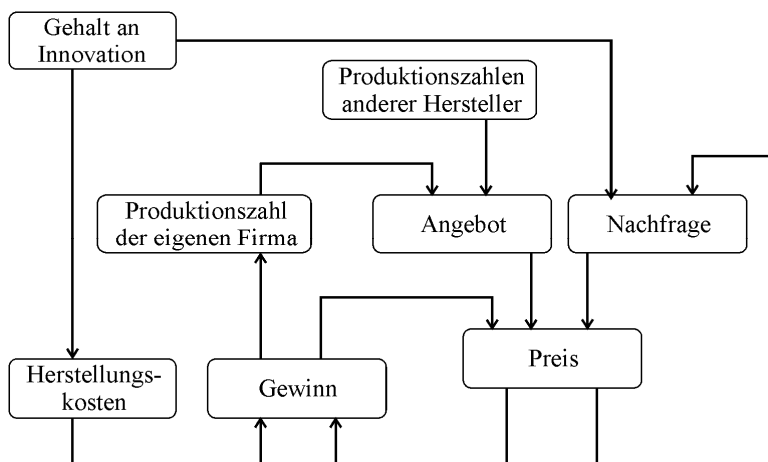 Gehalt an
Innovation
Produktionszahlen
anderer Hersteller
Produktionszahl
der eigenen Firma
Angebot
Nachfrage
Herstellungs-
kosten
Gewinn
Preis